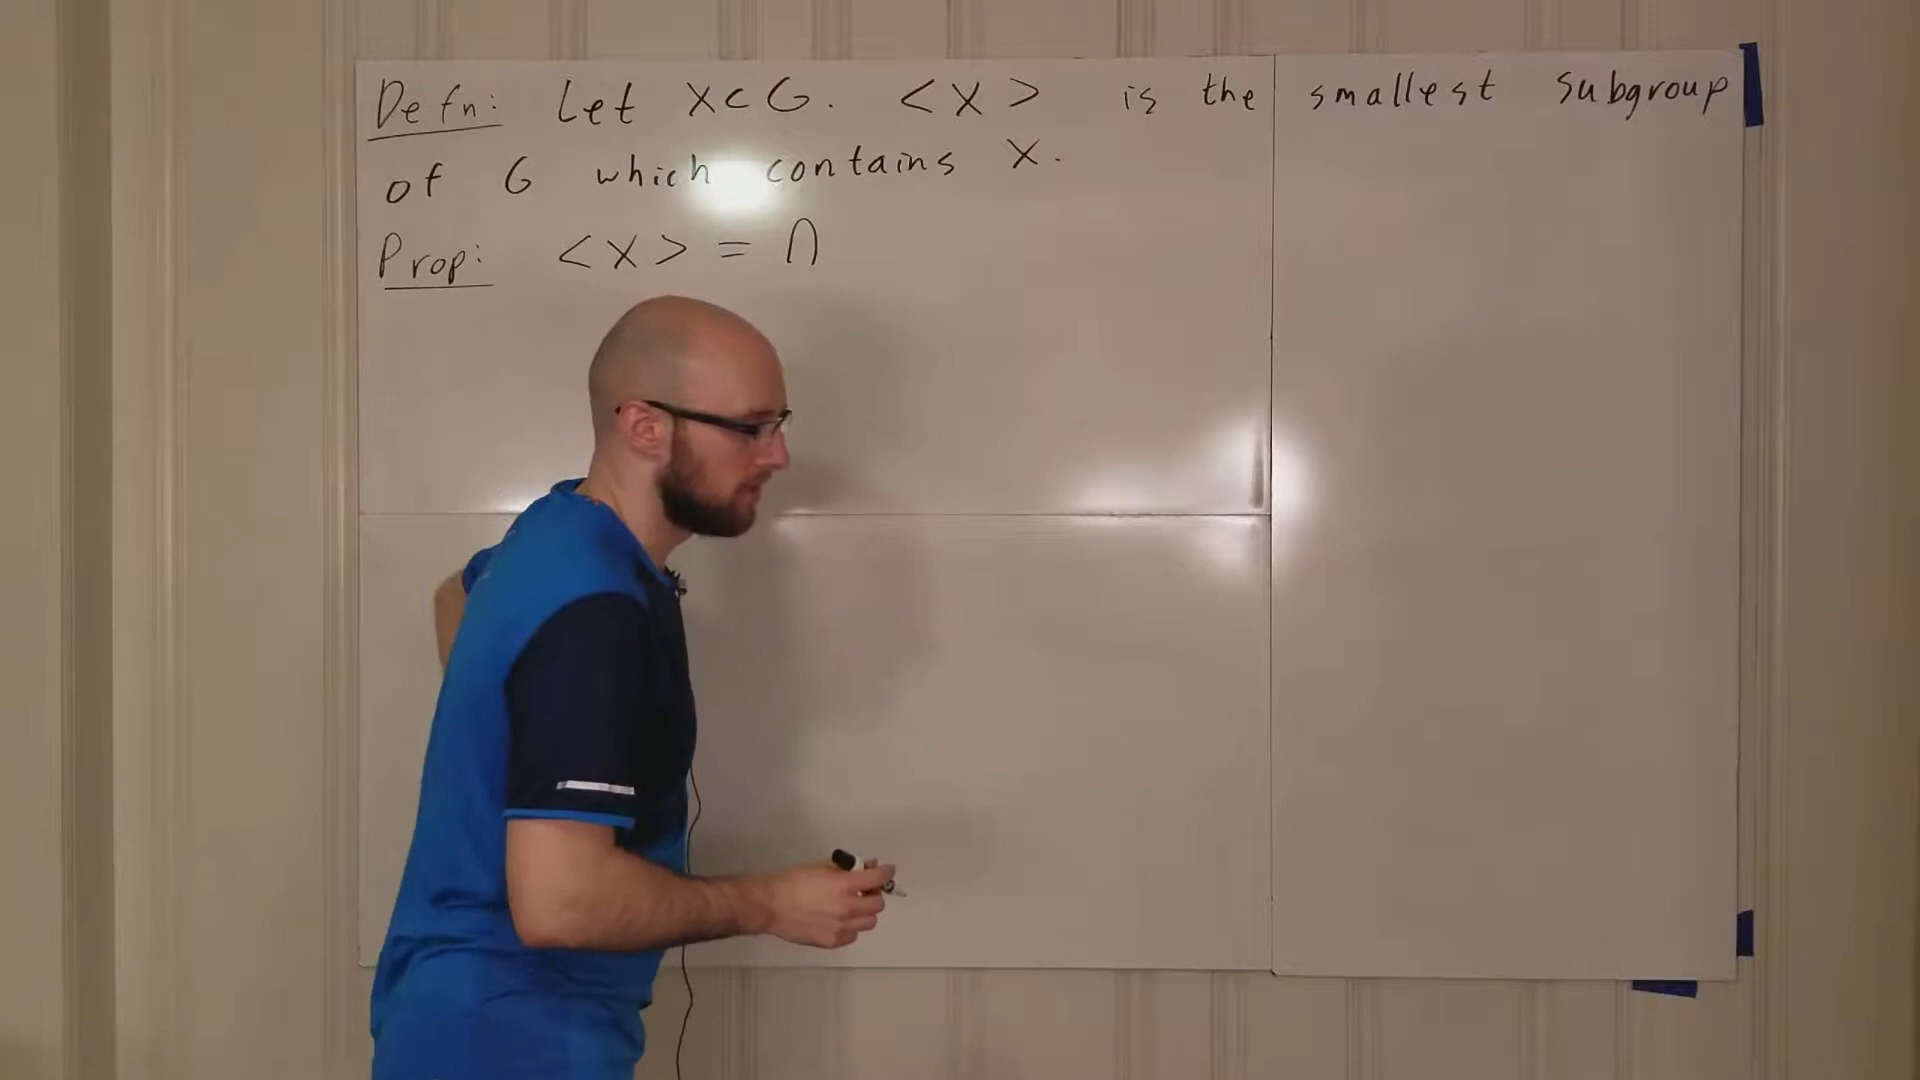 Defn: Let X⊂G. <X> is the smallest subgroup
of G which contains X.
Prop: <X> = ∩